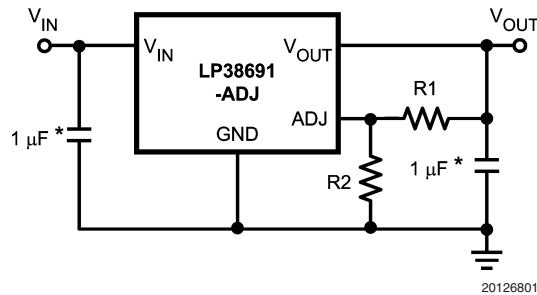 V_IN
V_OUT
V_IN
V_OUT
LP38691
-ADJ
R1
ADJ
1 µF *
GND
R2
1 µF *
20126801